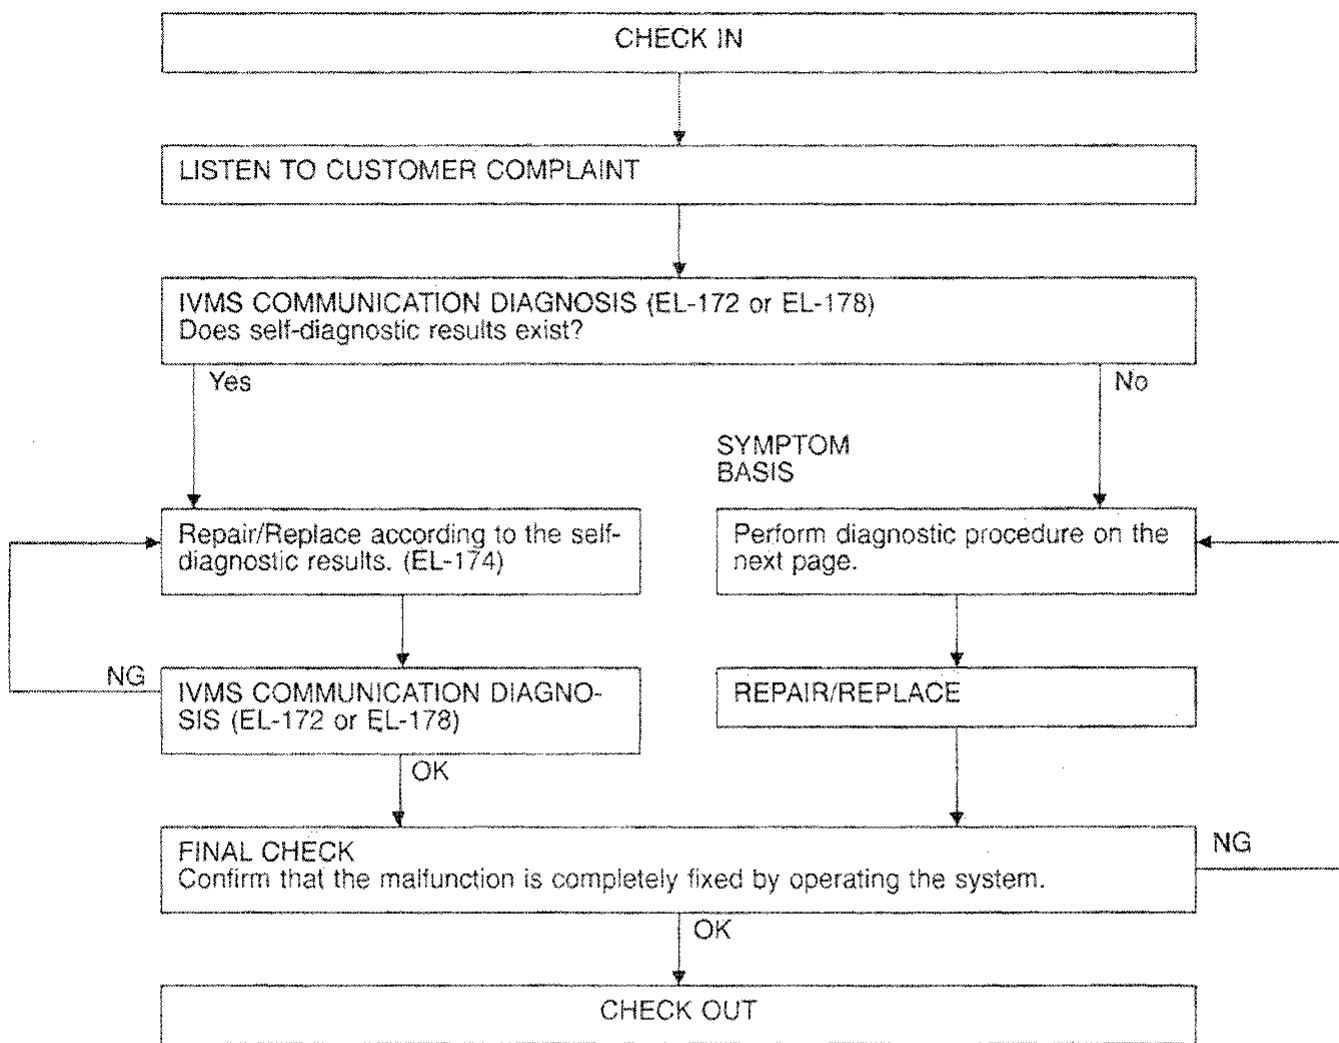 CHECK IN
LISTEN TO CUSTOMER COMPLAINT
IVMS COMMUNICATION DIAGNOSIS (EL-172 or EL-178)
Does self-diagnostic results exist?
Yes
No
SYMPTOM
BASIS
Repair/Replace according to the self-
diagnostic results. (EL-174)
Perform diagnostic procedure on the
next page.
NG
IVMS COMMUNICATION DIAGNO-
SIS (EL-172 or EL-178)
REPAIR/REPLACE
OK
FINAL CHECK
Confirm that the malfunction is completely fixed by operating the system.
NG
OK
CHECK OUT